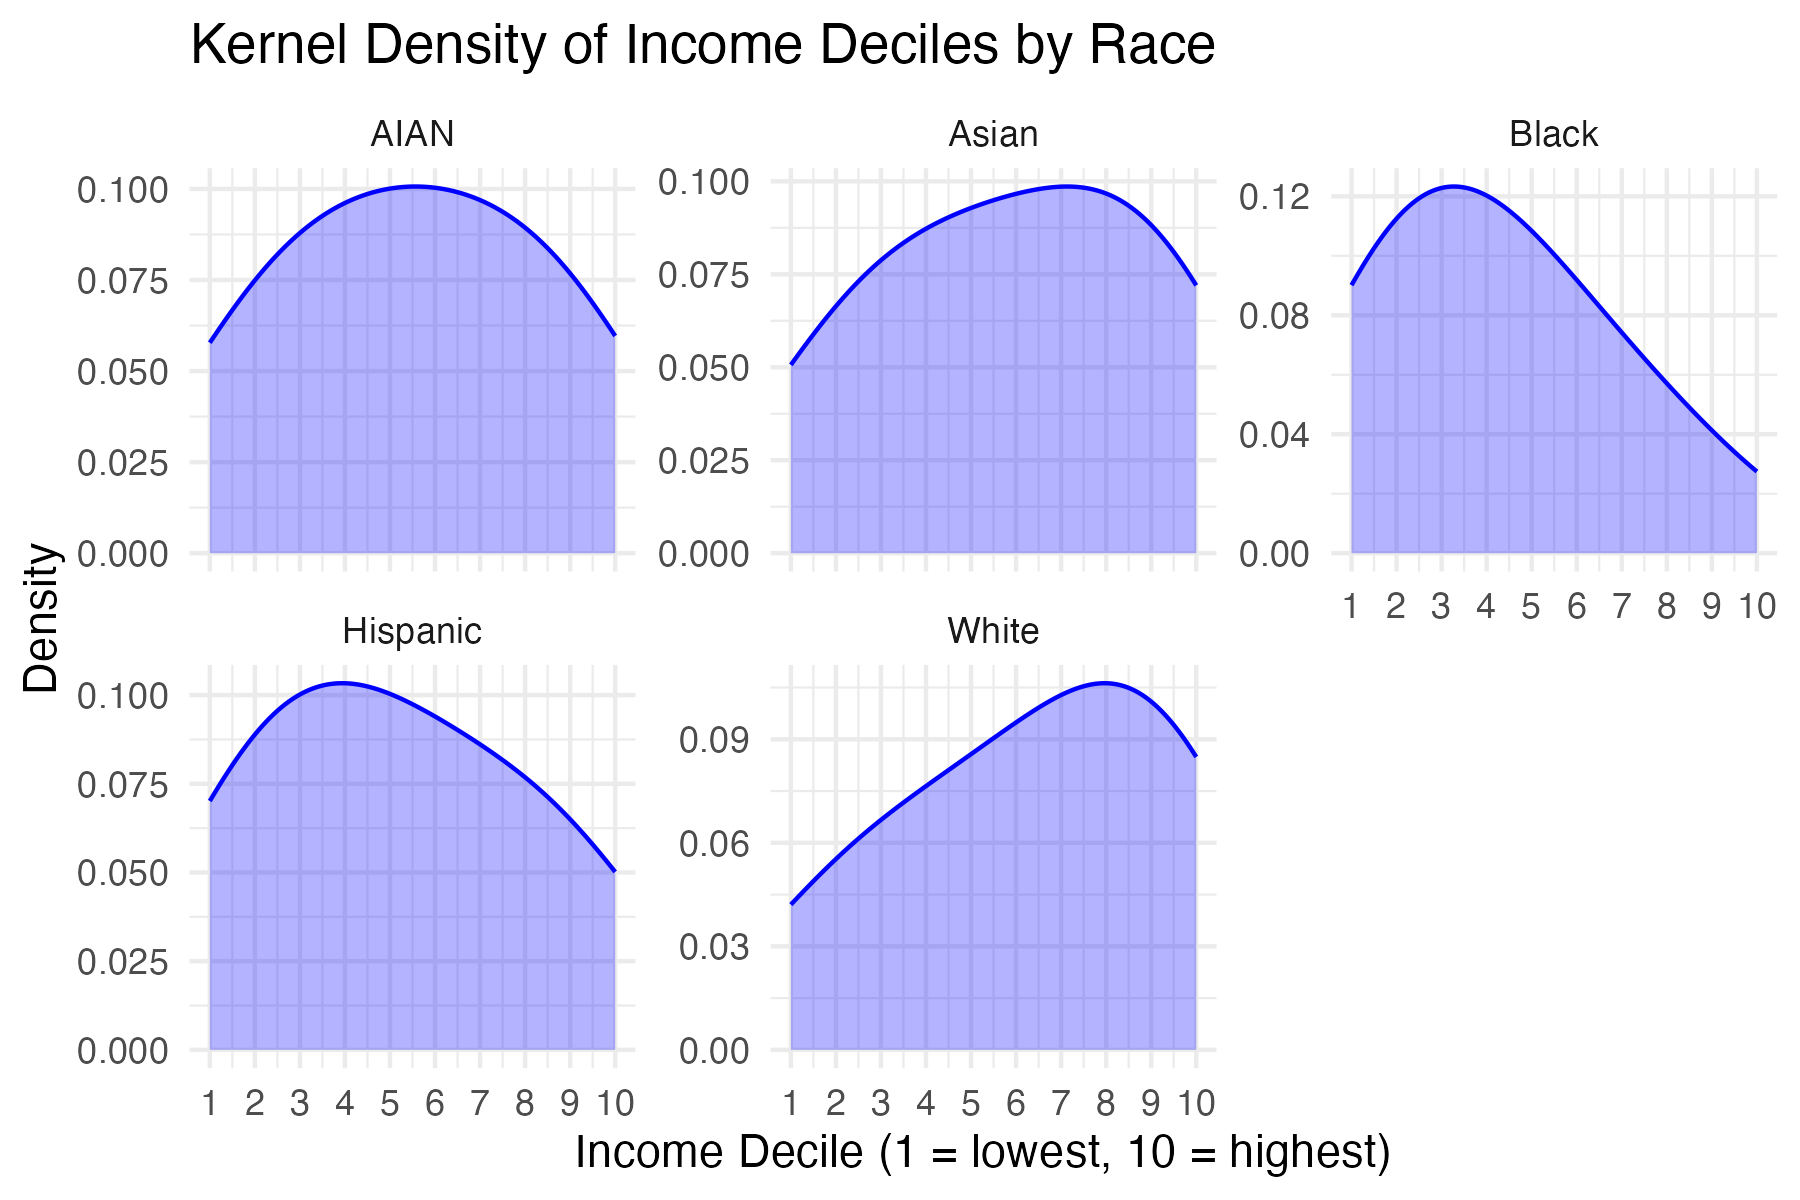 Kernel Density of Income Deciles by Race
AIAN
Asian
Black
0.100
0.075
0.050
0.025
0.000
0.100
0.075
0.050
0.025
0.000
0.12
0.08
0.04
0.00
1 2 3 4 5 6 7 8 9 10
Density
Hispanic
White
0.100
0.075
0.050
0.025
0.000
0.09
0.06
0.03
0.00
1 2 3 4 5 6 7 8 9 10
1 2 3 4 5 6 7 8 9 10
Income Decile (1 = lowest, 10 = highest)